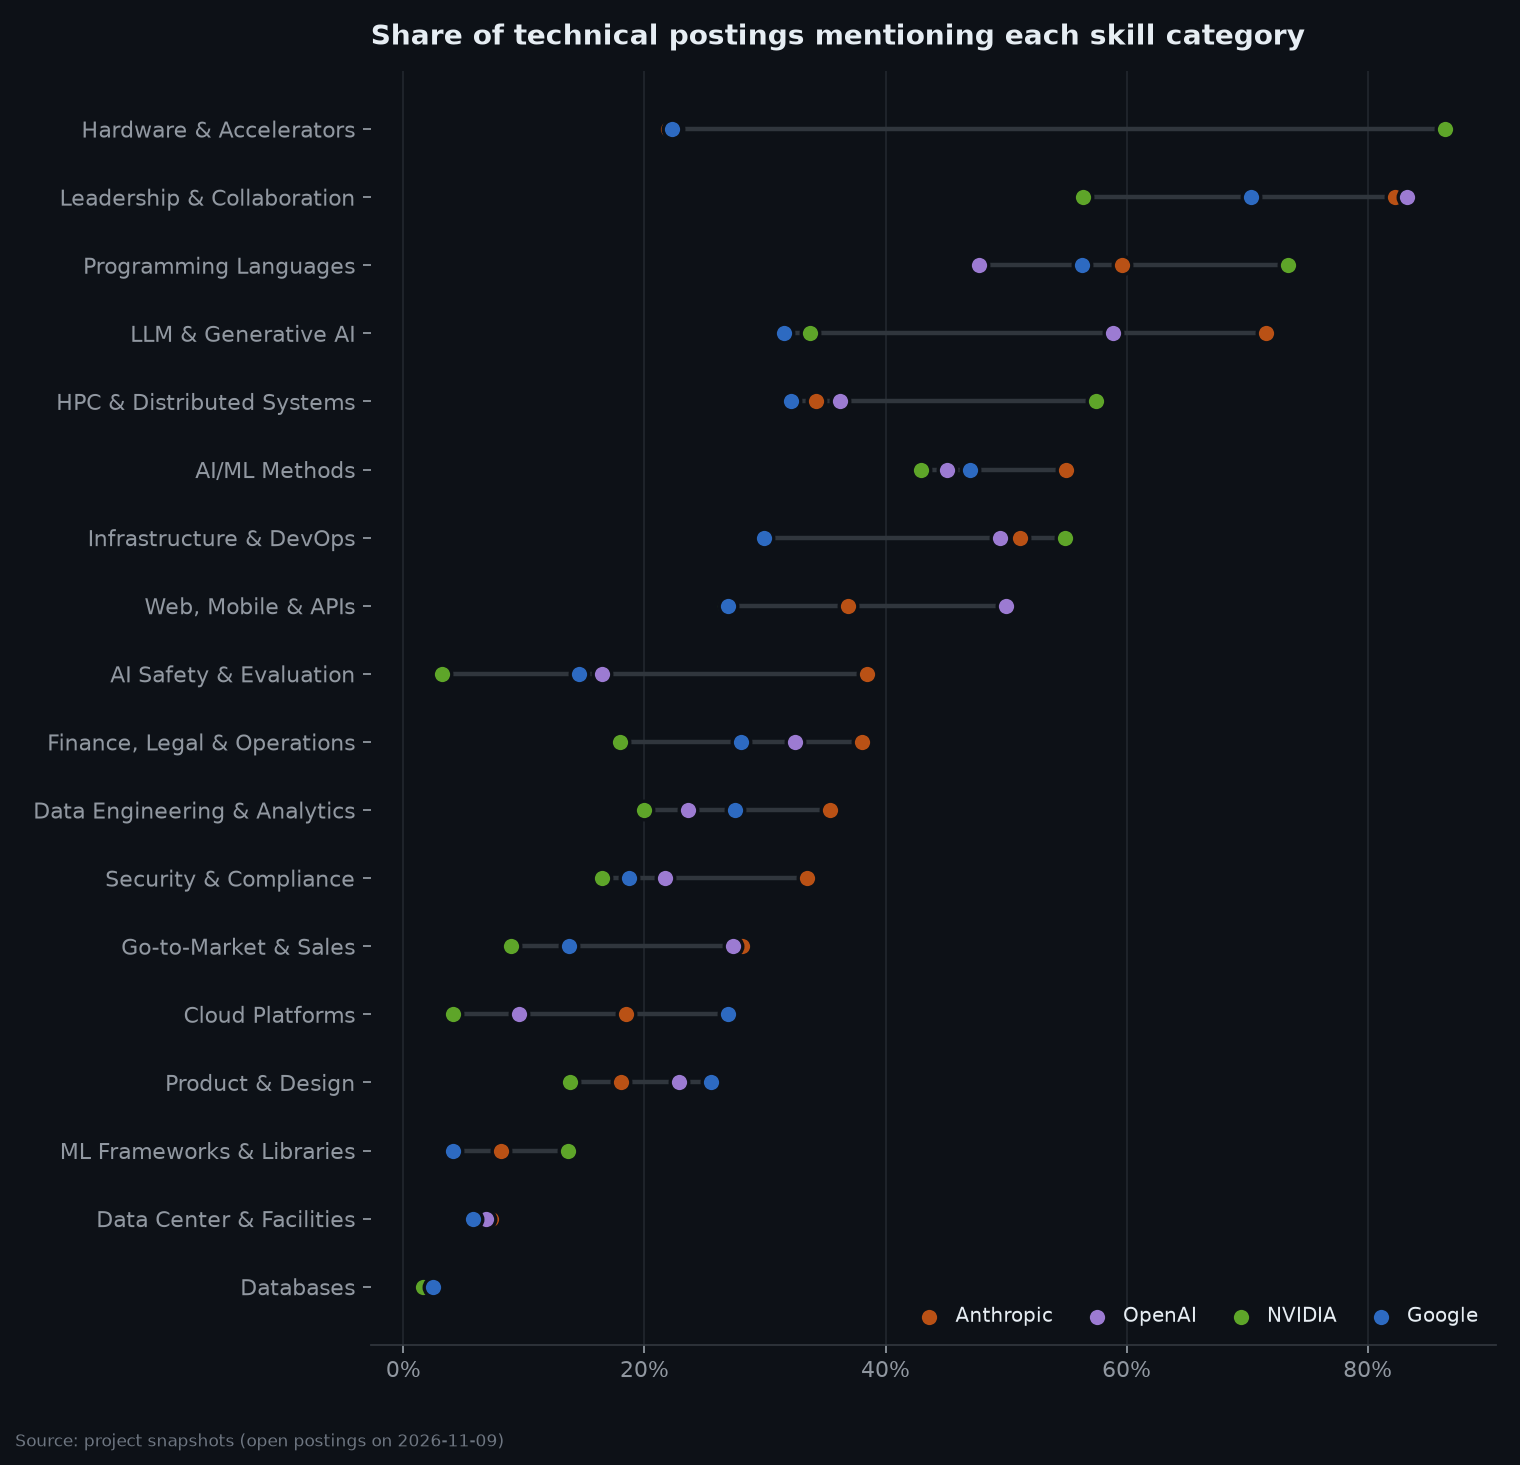 Share of technical postings mentioning each skill category
Hardware & Accelerators
Leadership & Collaboration
Programming Languages
LLM & Generative AI
HPC & Distributed Systems
AI/ML Methods
Infrastructure & DevOps
Web, Mobile & APIs
AI Safety & Evaluation
Finance, Legal & Operations
Data Engineering & Analytics
Security & Compliance
Go-to-Market & Sales
Cloud Platforms
Product & Design
ML Frameworks & Libraries
Data Center & Facilities
Databases
Anthropic OpenAI NVIDIA Google
0% 20% 40% 60% 80%
Source: project snapshots (open postings on 2026-11-09)